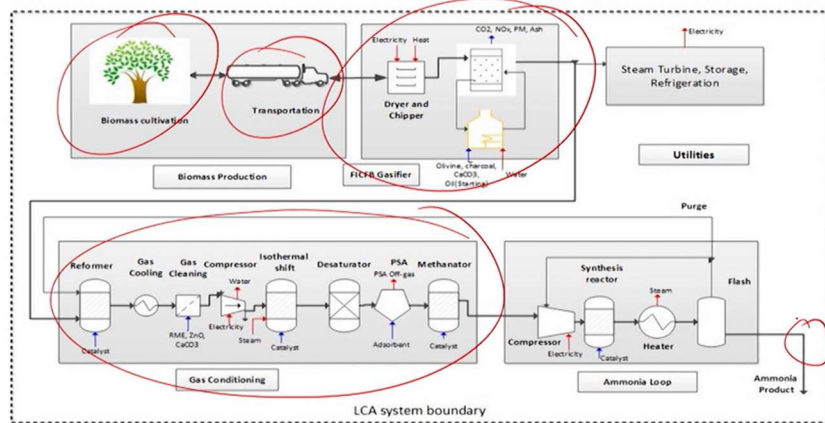 CO2, NOx, PM, Ash
Electricity
Electricity Heat
Steam Turbine, Storage,
Refrigeration
Dryer and
Chipper
Transportation
Biomass cultivation
Olivine, charcoal,
CaCO3,
Oil(Starting)
Water
Biomass Production
FICFB Gasifier
Utilities
Purge
Reformer
Gas
Cooling
Gas
Cleaning
Compressor
Water
Isothermal
shift
Desaturator
PSA
PSA Off-gas
Methanator
Synthesis
reactor
Steam
Flash
RME, ZnO,
CaCO3
Electricity
Steam
Catalyst
Catalyst
Adsorbent
Catalyst
Compressor
Electricity
Catalyst
Heater
Gas Conditioning
Ammonia Loop
Ammonia
Product
LCA system boundary